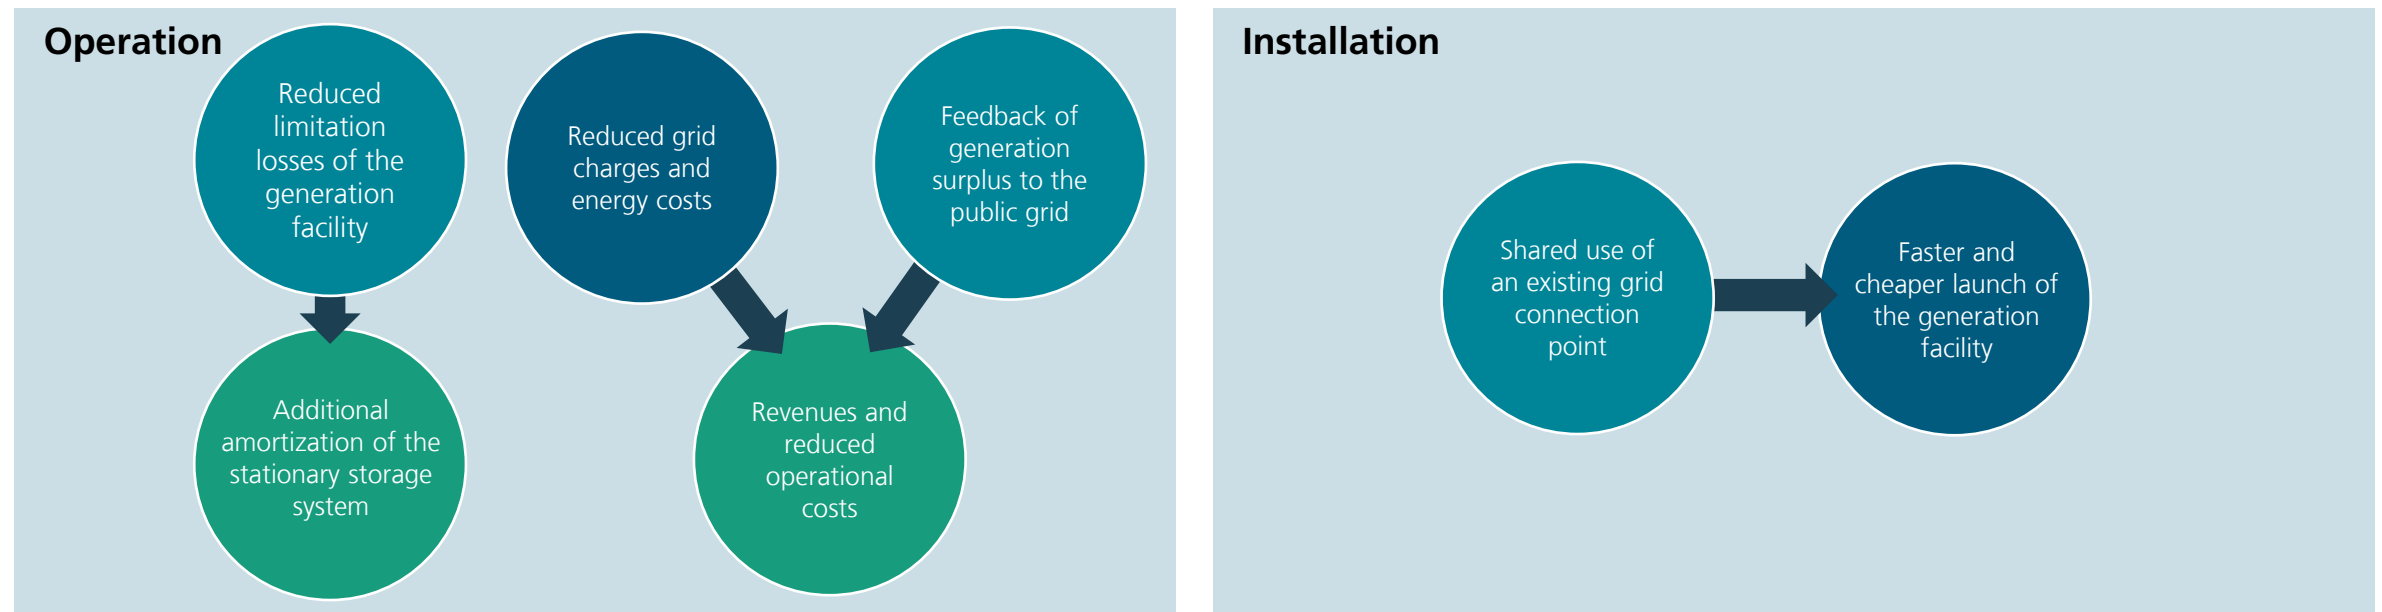 Operation
Reduced
limitation
losses of the
generation
facility
Reduced grid
charges and
energy costs
Feedback of
generation
surplus to the
public grid
Additional
amortization of the
stationary storage
system
Revenues and
reduced
operational
costs
Installation
Shared use of
an existing grid
connection
point
Faster and
cheaper launch of
the generation
facility